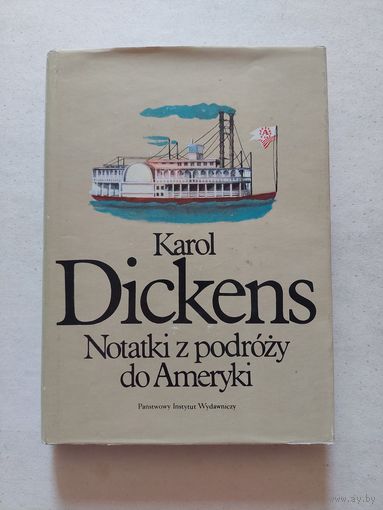 A
Karol
Dickens
Notatki z podróży
do Ameryki
Państwowy Instytut Wydawniczy
www.ay.by